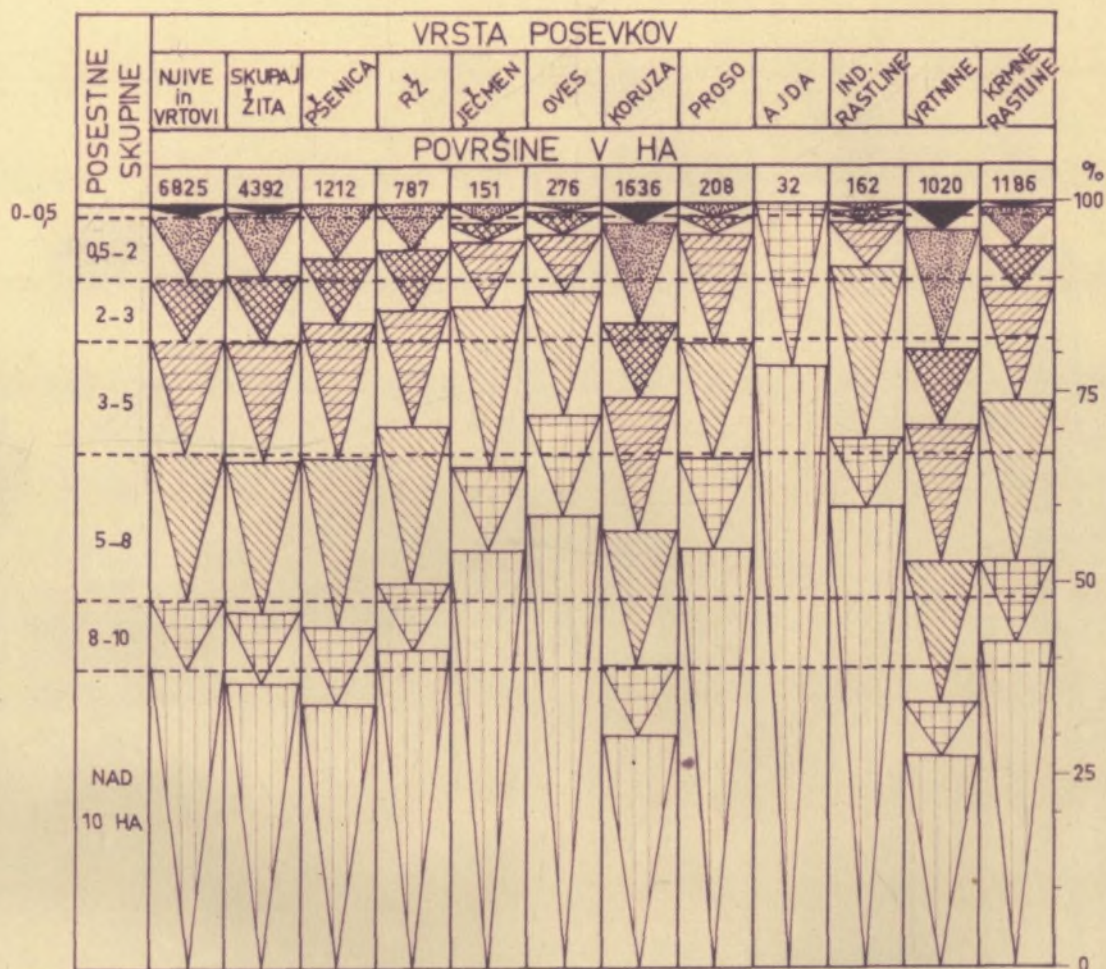 VRSTA POSEVKOV
POSESTNE
SKUPINE
NJIVE
in
VRTOVI
SKUPAJ
ŽITA
PŠENICA
RŽ
JEČMEN
OVES
KORUZA
PROSO
AJDA
IND.
RASTLINE
VRTNINE
KRMNE
RASTLINE
POVRŠINE V HA
6825 4392 1212 787 151 276 1636 208 32 162 1020 1186
%
100
0-0,5
0,5-2
2-3
3-5
75
5-8
50
8-10
NAD
10 HA
25
0